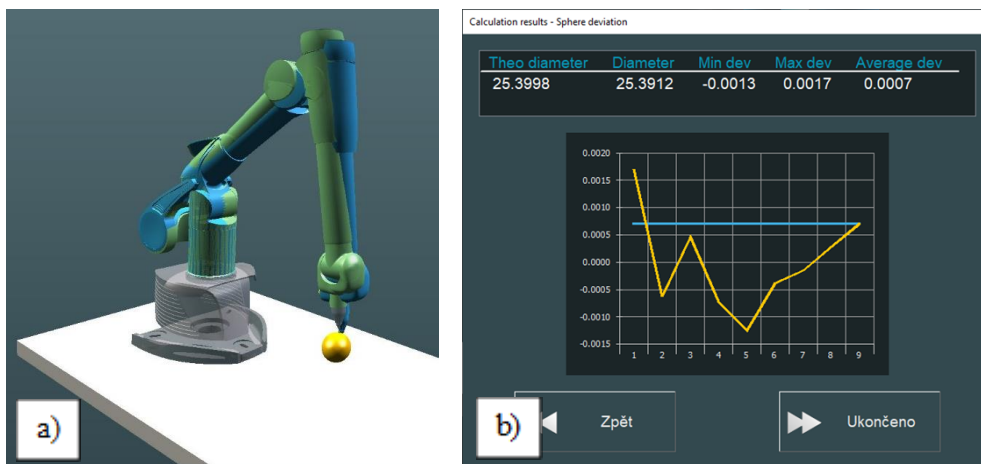 a)
Calculation results - Sphere deviation
Theo diameter Diameter Min dev Max dev Average dev
25.3998 25.3912 -0.0013 0.0017 0.0007
0.0020
0.0015
0.0010
0.0005
0.0000
-0.0005
-0.0010
-0.0015
1 2 3 4 5 6 7 8 9
b)
Zpět
Ukončeno